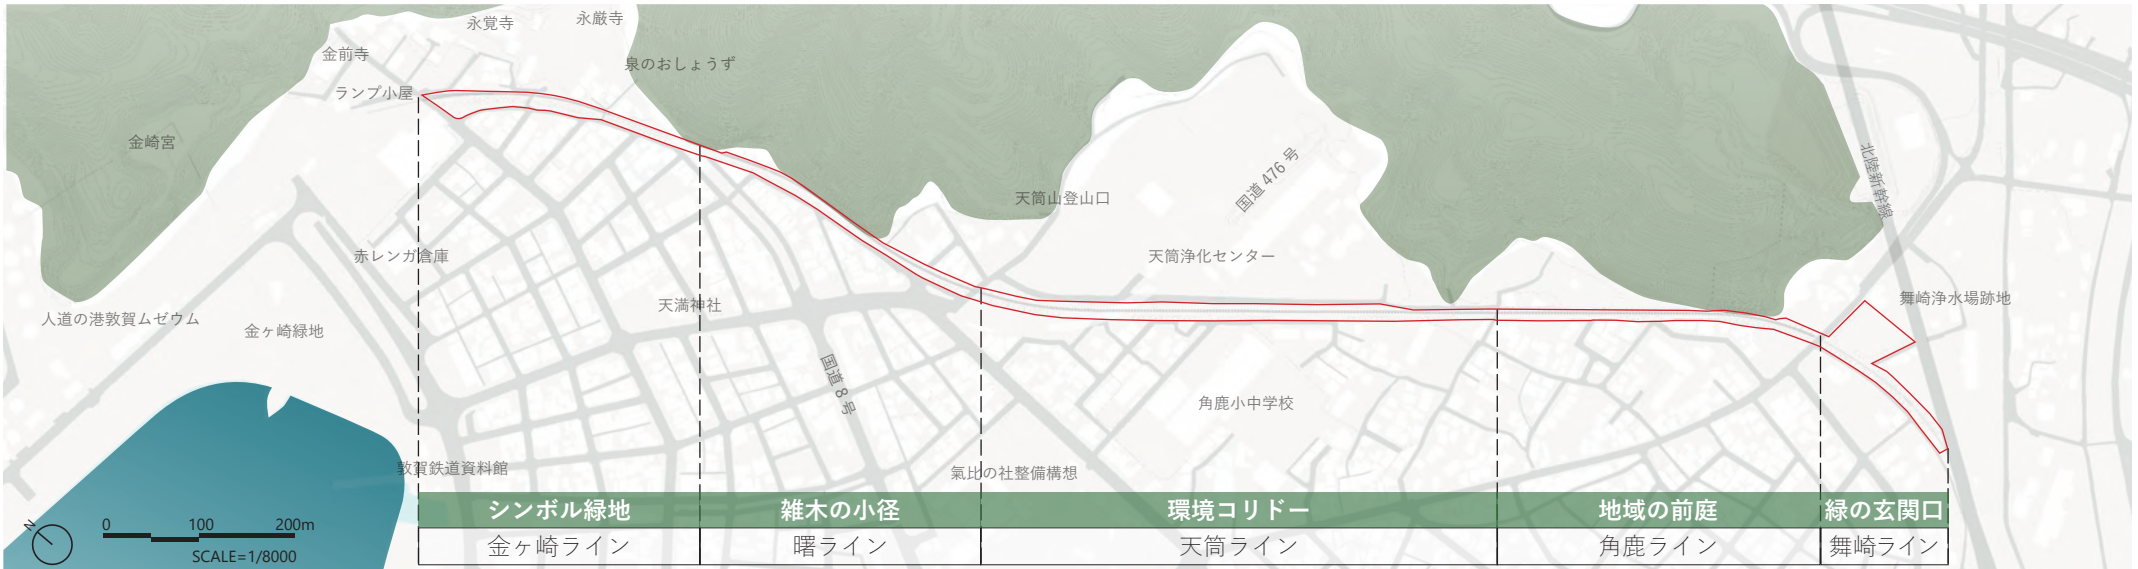 永覚寺
永厳寺
金前寺
泉のおしょうず
ランプ小屋
金崎宮
国道 476 号
北陸新幹線
天筒山登山口
赤レンガ倉庫
天筒浄化センター
舞崎浄水場跡地
天満神社
人道の港敦賀ムゼウム
金ヶ崎緑地
国道 8 号
角鹿小中学校
敦賀鉄道資料館
氣比の社整備構想
シンボル緑地
雑木の小径
環境コリドー
地域の前庭
緑の玄関口
金ヶ崎ライン
曙ライン
天筒ライン
角鹿ライン
舞崎ライン
N
0 100 200m
SCALE=1/8000